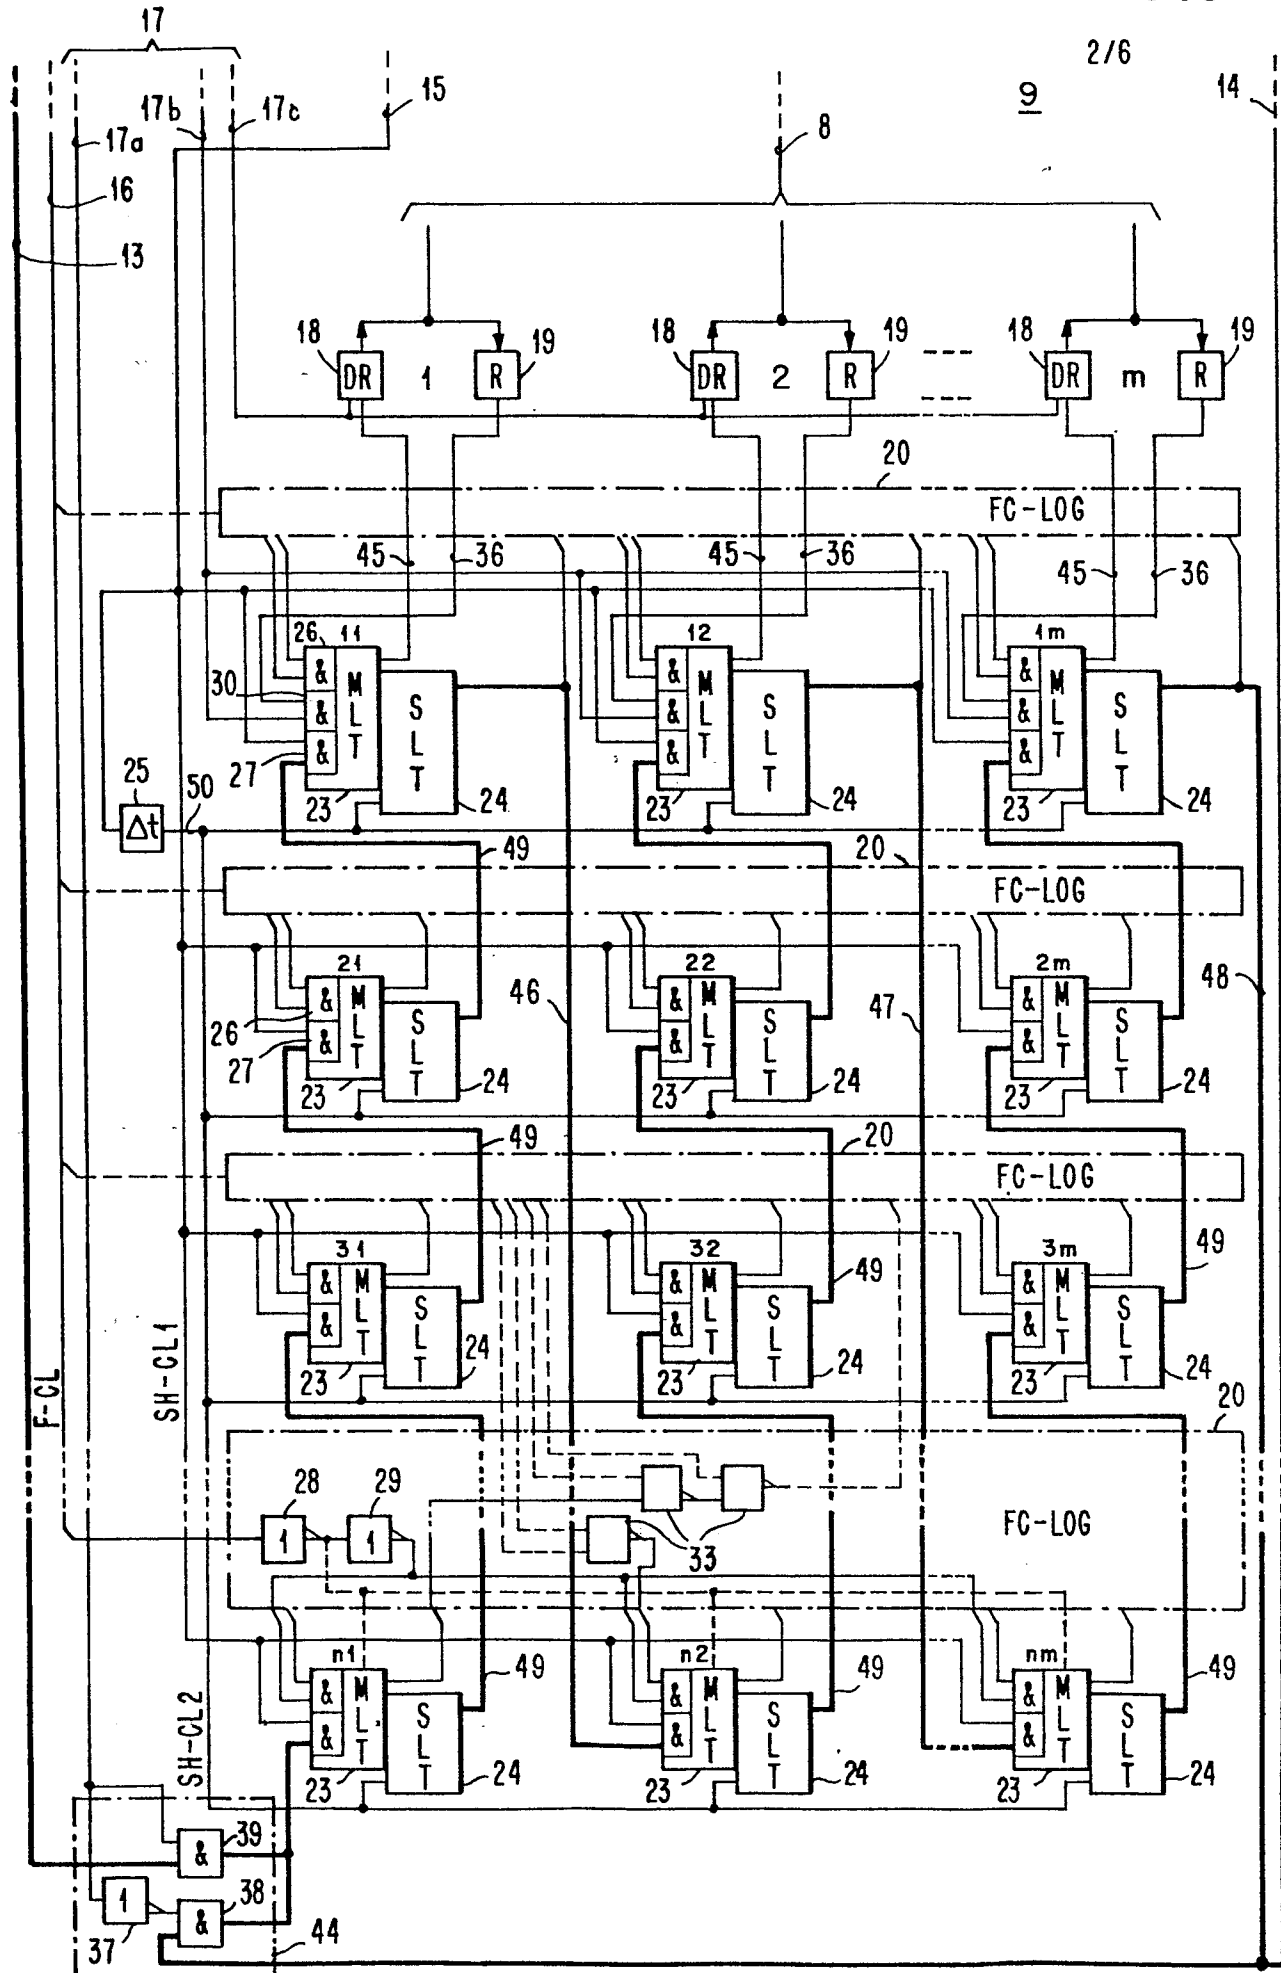 17
2/6
9
15
14
17b
17c
17a
8
16
13
18 19 18 19 18 19
DR 1 R DR 2 R DR m R
20
FC-LOG
45 36 45 36 45 36
26 11 12 1m
& M L T & M L T & M L T
30 & S L T & S L T & S L T
27 & & &
25 50 23 24 23 24 23 24
Δt
49 20
FC-LOG
21 22 2m
46 47 48
& M L T & M L T & M L T
26 & S L T & S L T & S L T
27
23 24 23 24 23 24
49 20
FC-LOG
31 32 3m
49 49
& M L T & M L T & M L T
& S L T & S L T & S L T
23 24 23 24 23 24
F-CL
SH-CL1
20
28 29
1 1
33
FC-LOG
n1 49 n2 49 nm 49
& M L T & M L T & M L T
& S L T & S L T & S L T
SH-CL2
23 24 23 24 23 24
39
&
1 38
&
37 44